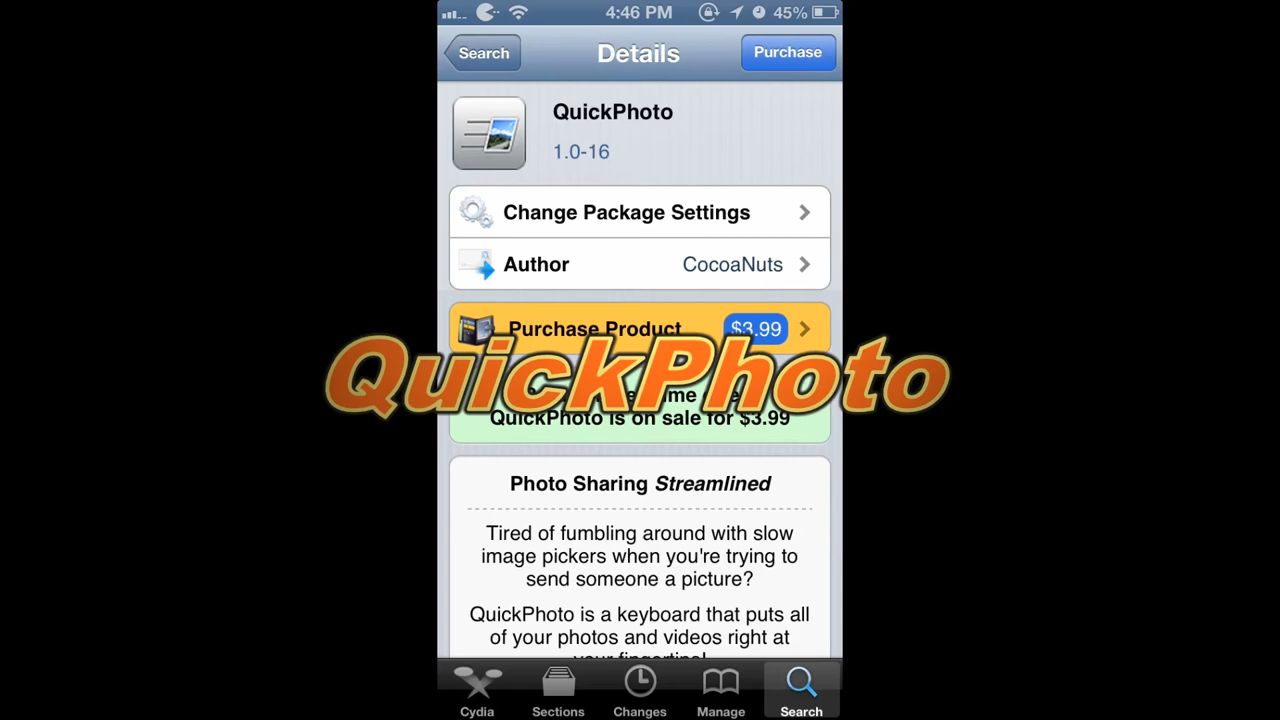 4:46 PM 45%
Search Details Purchase
QuickPhoto
1.0-16
Change Package Settings
Author CocoaNuts
Purchase Product $3.99
QuickPhoto
QuickPhoto is on sale for $3.99
Photo Sharing Streamlined
Tired of fumbling around with slow
image pickers when you're trying to
send someone a picture?
QuickPhoto is a keyboard that puts all
of your photos and videos right at
your fingertips!
Cydia Sections Changes Manage Search